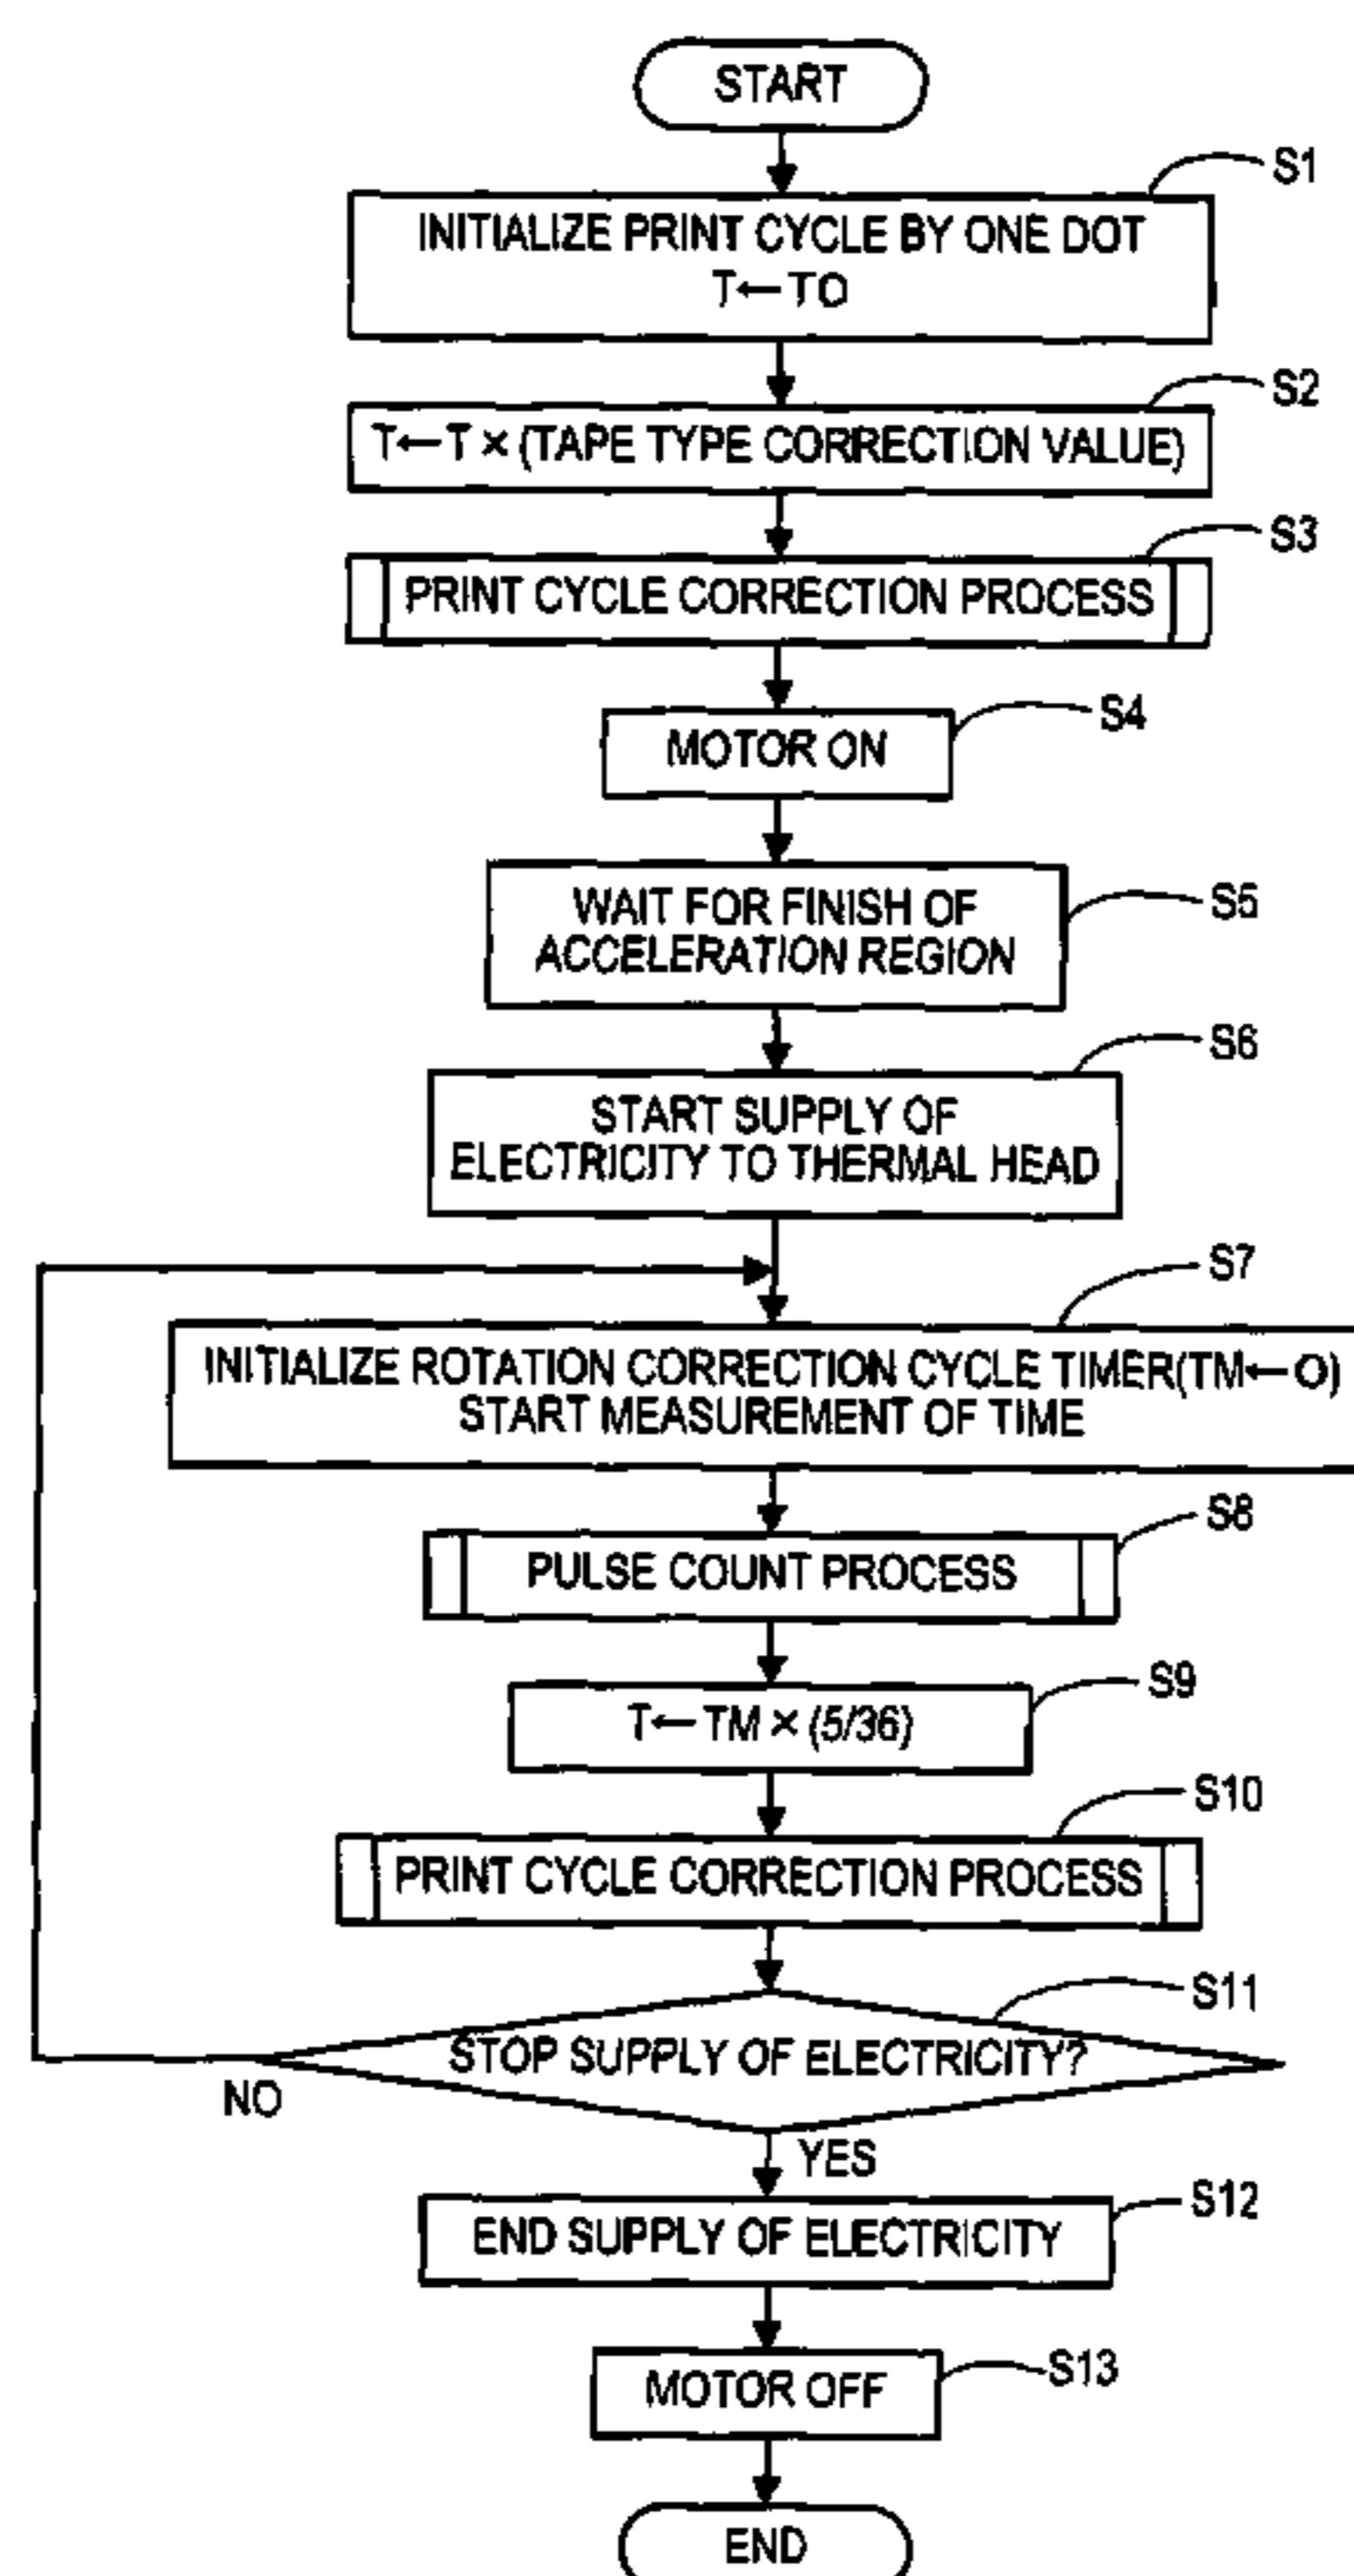 START
S1
INITIALIZE PRINT CYCLE BY ONE DOT
T←TO
S2
T←T × (TAPE TYPE CORRECTION VALUE)
S3
PRINT CYCLE CORRECTION PROCESS
S4
MOTOR ON
S5
WAIT FOR FINISH OF
ACCELERATION REGION
S6
START SUPPLY OF
ELECTRICITY TO THERMAL HEAD
S7
INITIALIZE ROTATION CORRECTION CYCLE TIMER(TM←O)
START MEASUREMENT OF TIME
S8
PULSE COUNT PROCESS
S9
T←TM × (5/36)
S10
PRINT CYCLE CORRECTION PROCESS
S11
STOP SUPPLY OF ELECTRICITY?
NO
YES
S12
END SUPPLY OF ELECTRICITY
S13
MOTOR OFF
END